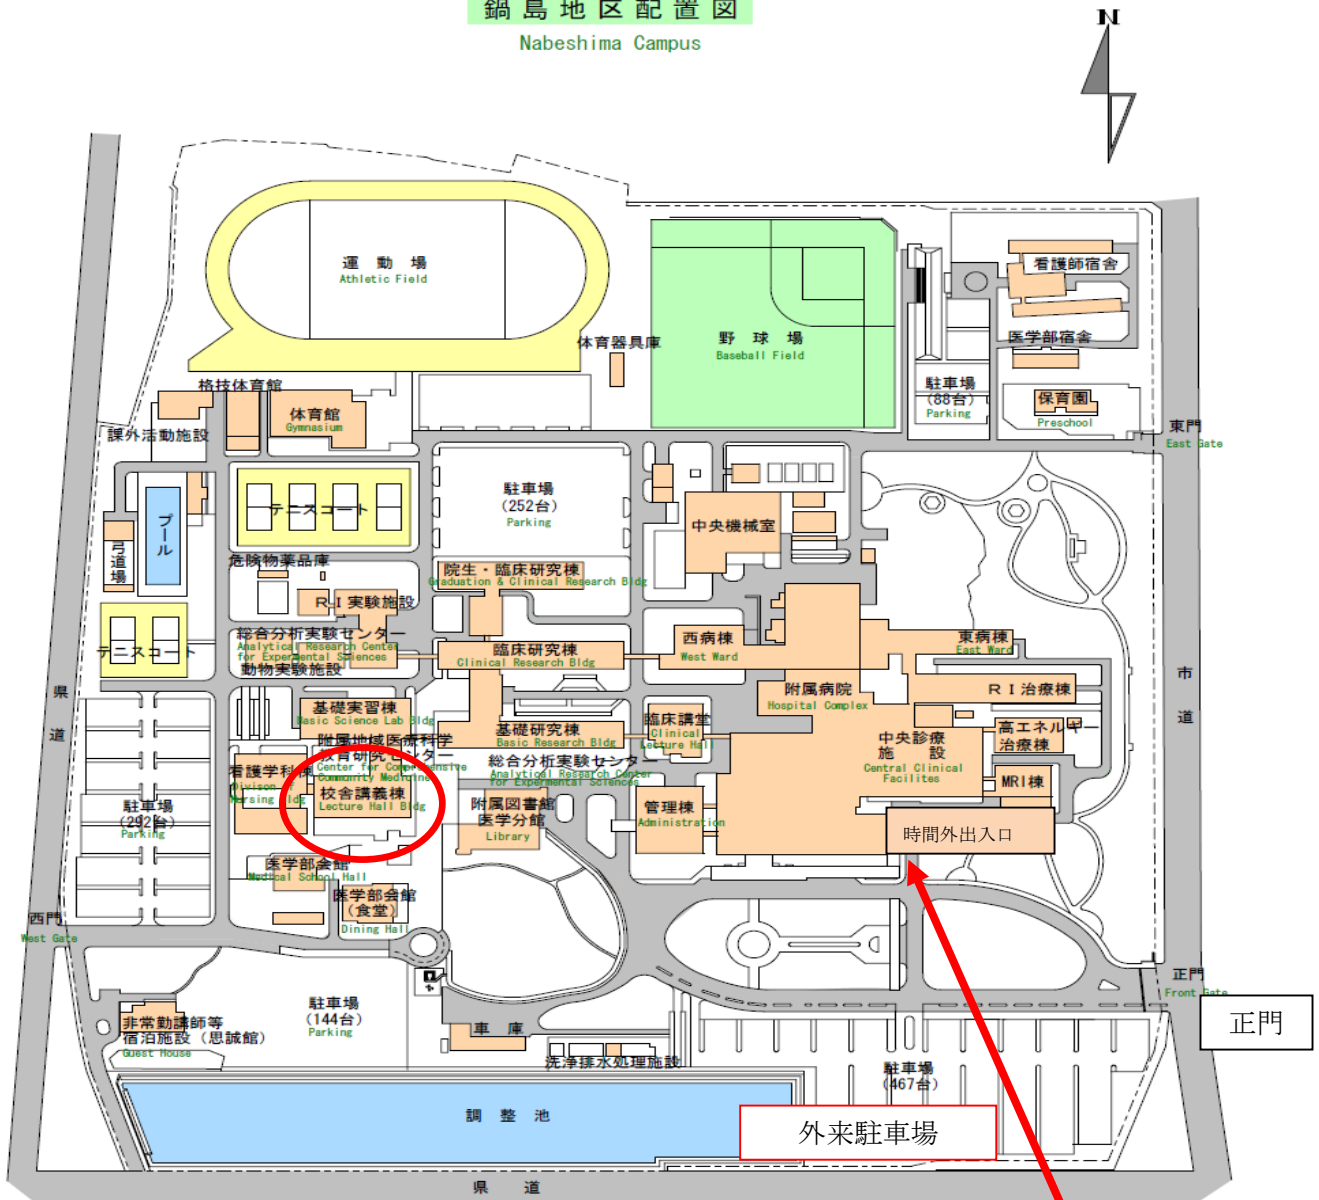 鍋島地区配置図
Nabeshima Campus
N
運動場
Athletic Field
体育器具庫
野球場
Baseball Field
看護師宿舎
医学部宿舎
駐車場
(88台)
Parking
保育園
Preschool
東門
East Gate
格技体育館
体育館
Gymnasium
課外活動施設
テニスコート
プール
弓道場
駐車場
(252台)
Parking
中央機械室
危険物薬品庫
院生・臨床研究棟
Graduation & Clinical Research Bldg
RI実験施設
総合分析実験センター
Analytical Research Center
for Expermental Sciences
動物実験施設
テニスコート
臨床研究棟
Clinical Research Bldg
西病棟
West Ward
東病棟
East Ward
附属病院
Hospital Complex
RI治療棟
県道
市道
基礎実習棟
Basic Science Lab Bldg
基礎研究棟
Basic Research Bldg
臨床講堂
Clinical
Lecture Hall
中央診療
施設
Central Clinical
Facilites
高エネルギー
治療棟
MRI棟
附属地域医療科学
教育研究センター
Center for Comprehensive
Community Medicine
看護学科棟
Divison of
Nursing Bldg
校舎講義棟
Lecture Hall Bldg
総合分析実験センター
Analytical Research Center
for Expermental Sciences
附属図書館
医学分館
Library
管理棟
Administration
時間外出入口
駐車場
(292台)
Parking
医学部会館
Medical School Hall
医学部会館
(食堂)
Dining Hall
西門
West Gate
正門
Front Gate
正門
非常勤講師等
宿泊施設（思誠館）
Guest House
駐車場
(144台)
Parking
車庫
洗浄排水処理施設
駐車場
(467台)
外来駐車場
調整池
県道